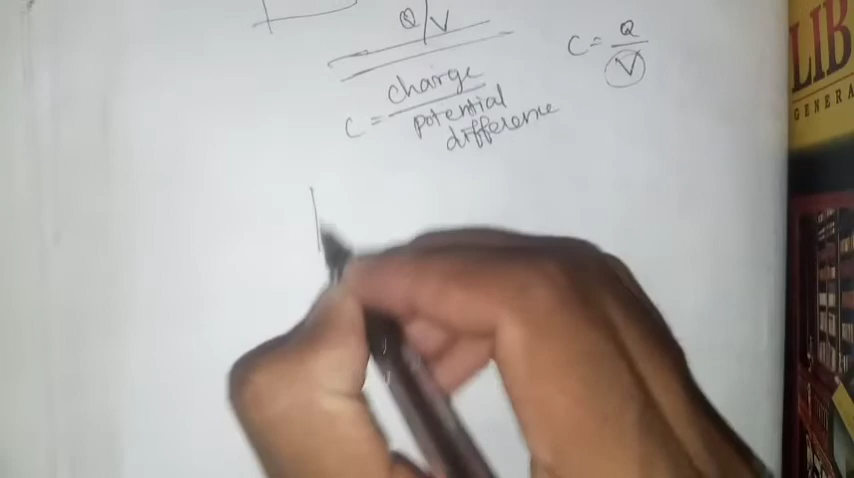 Q/V
C = Q/V
C = charge
potential
difference
LIB
GENERA